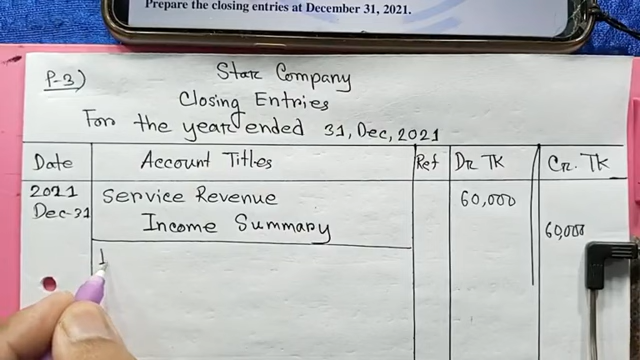 Prepare the closing entries at December 31, 2021.
P-3)
Star Company
Closing Entries
For the year ended 31, Dec, 2021
Date Account Titles Ref Dr. TK Cr. TK
2021 Service Revenue 60,000
Dec-31 Income Summary 60,000
I